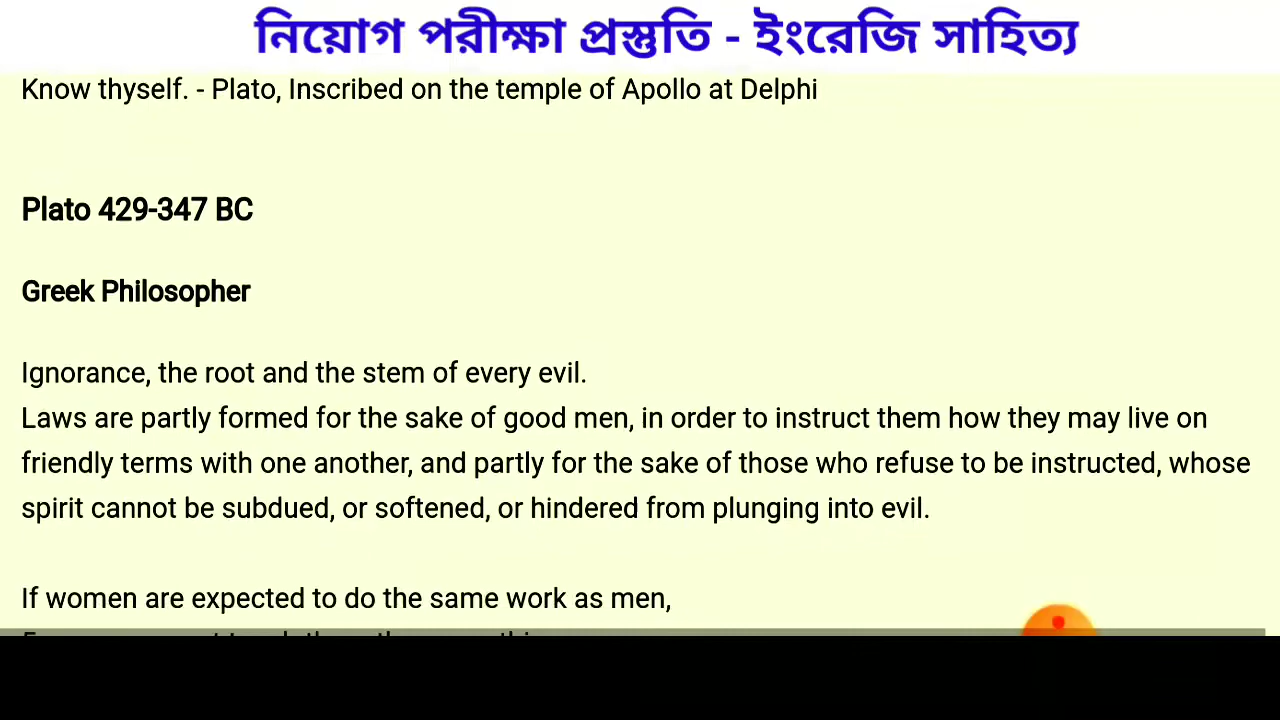 নিয়োগ পরীক্ষা প্রস্তুতি - ইংরেজি সাহিত্য
Know thyself. - Plato, Inscribed on the temple of Apollo at Delphi
Plato 429-347 BC
Greek Philosopher
Ignorance, the root and the stem of every evil.
Laws are partly formed for the sake of good men, in order to instruct them how they may live on
friendly terms with one another, and partly for the sake of those who refuse to be instructed, whose
spirit cannot be subdued, or softened, or hindered from plunging into evil.
If women are expected to do the same work as men,